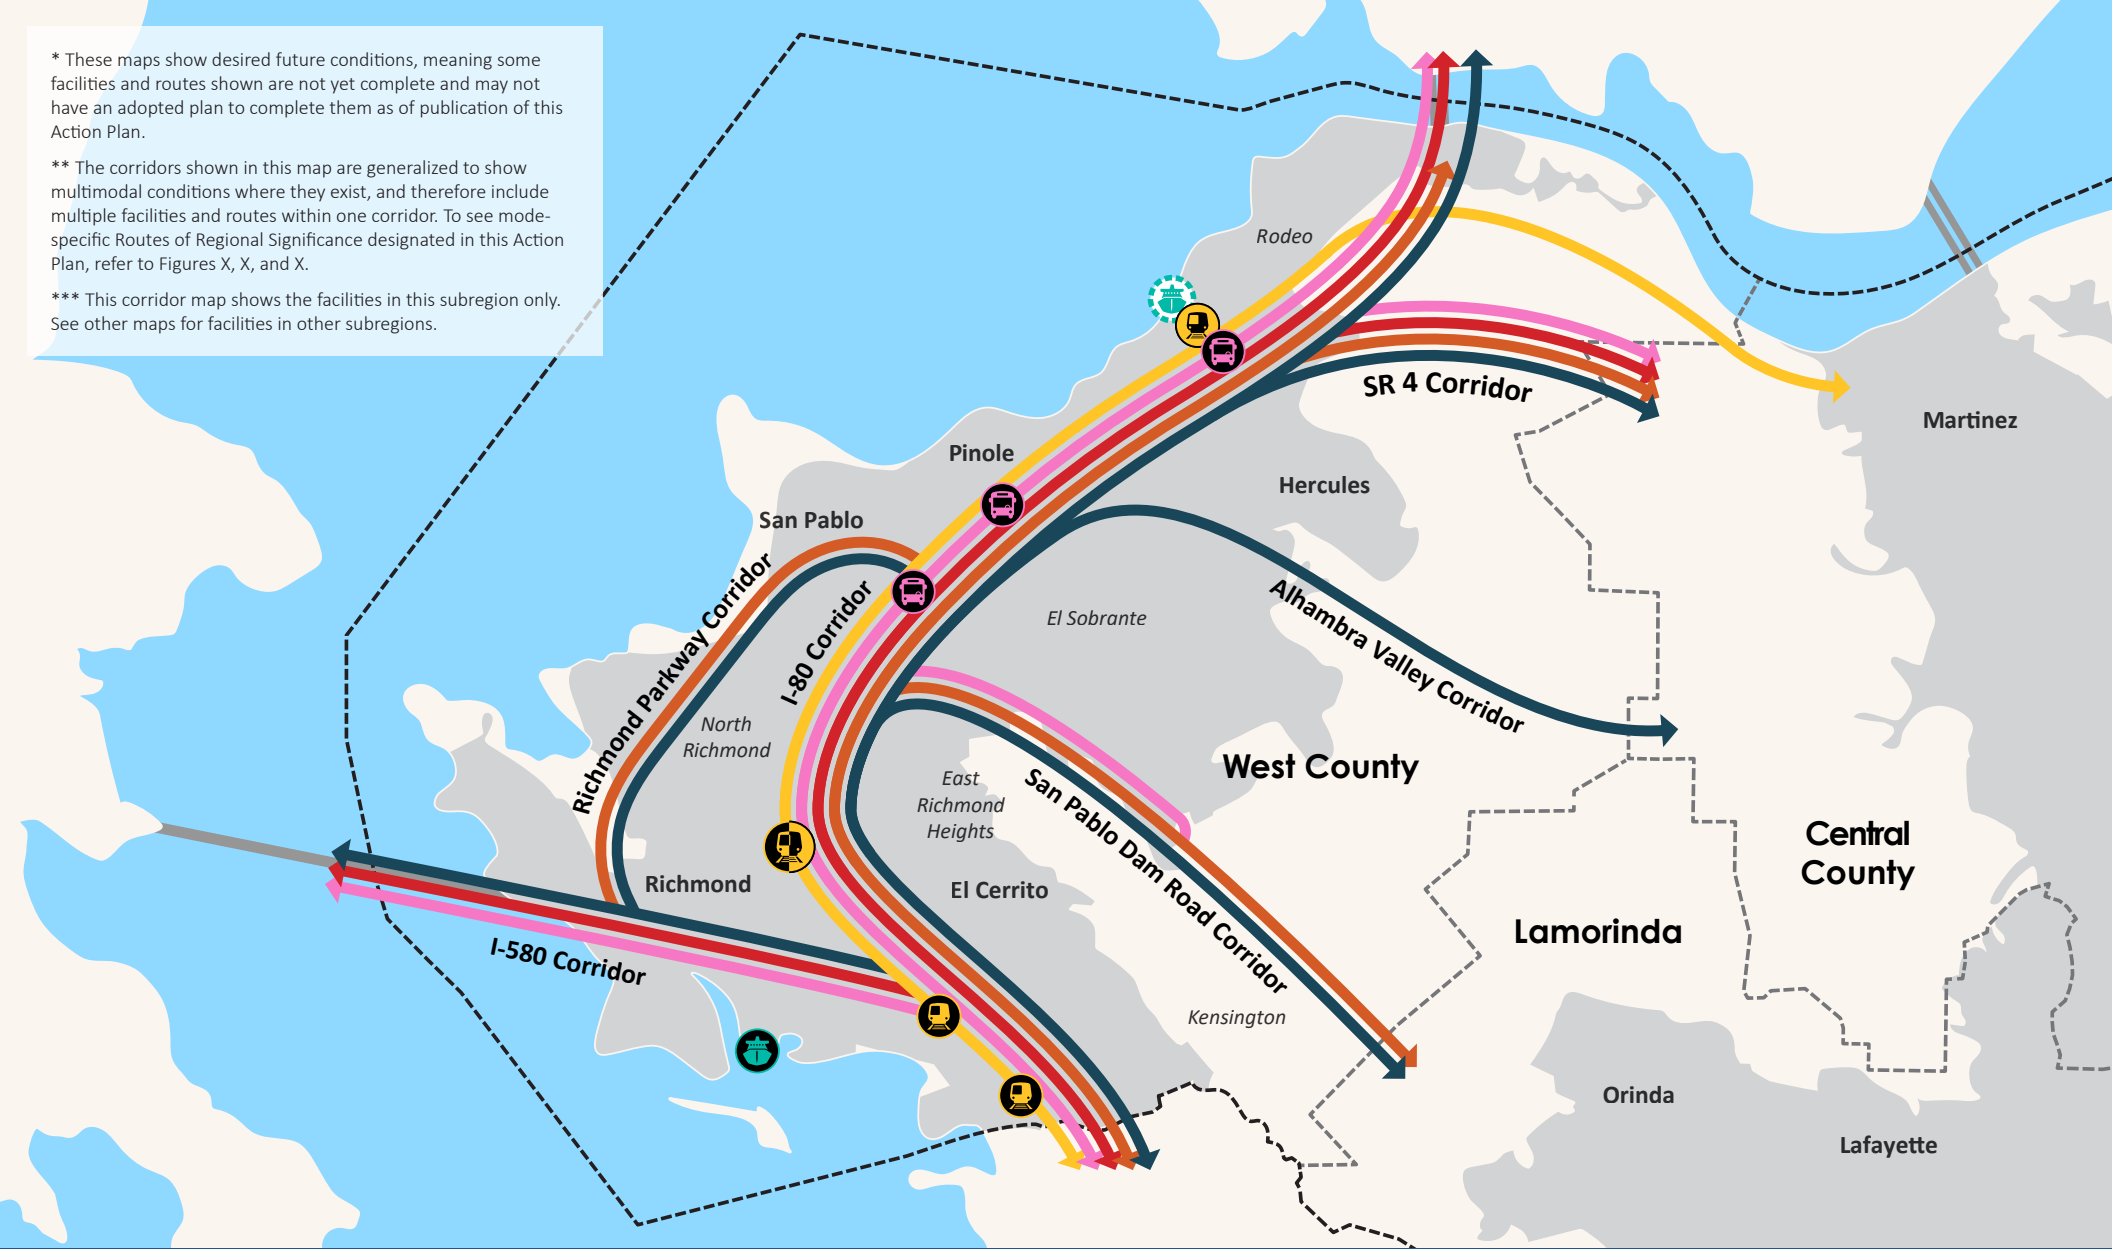 * These maps show desired future conditions, meaning some
facilities and routes shown are not yet complete and may not
have an adopted plan to complete them as of publication of this
Action Plan.
** The corridors shown in this map are generalized to show
multimodal conditions where they exist, and therefore include
multiple facilities and routes within one corridor. To see mode-
specific Routes of Regional Significance designated in this Action
Plan, refer to Figures X, X, and X.
*** This corridor map shows the facilities in this subregion only.
See other maps for facilities in other subregions.
Rodeo
SR 4 Corridor
Martinez
Pinole
Hercules
San Pablo
Richmond Parkway Corridor
I-80 Corridor
El Sobrante
Alhambra Valley Corridor
North
Richmond
West County
East
Richmond
Heights
San Pablo Dam Road Corridor
Central
County
Richmond
El Cerrito
Lamorinda
I-580 Corridor
Kensington
Orinda
Lafayette